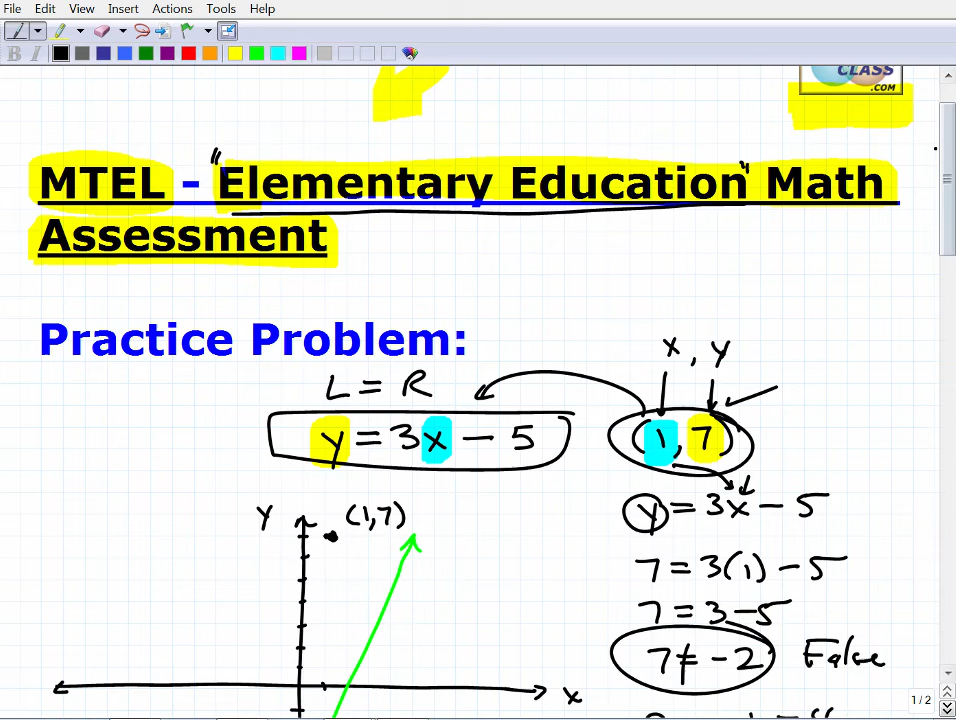 File Edit View Insert Actions Tools Help
B I
CLASS
.COM
MTEL - "Elementary Education" Math
Assessment
Practice Problem:
x, y
L = R
y = 3x - 5
(1, 7)
y = 3x - 5
y
(1,7)
7 = 3(1) - 5
7 = 3 - 5
7 ≠ -2 False
x
1 / 2